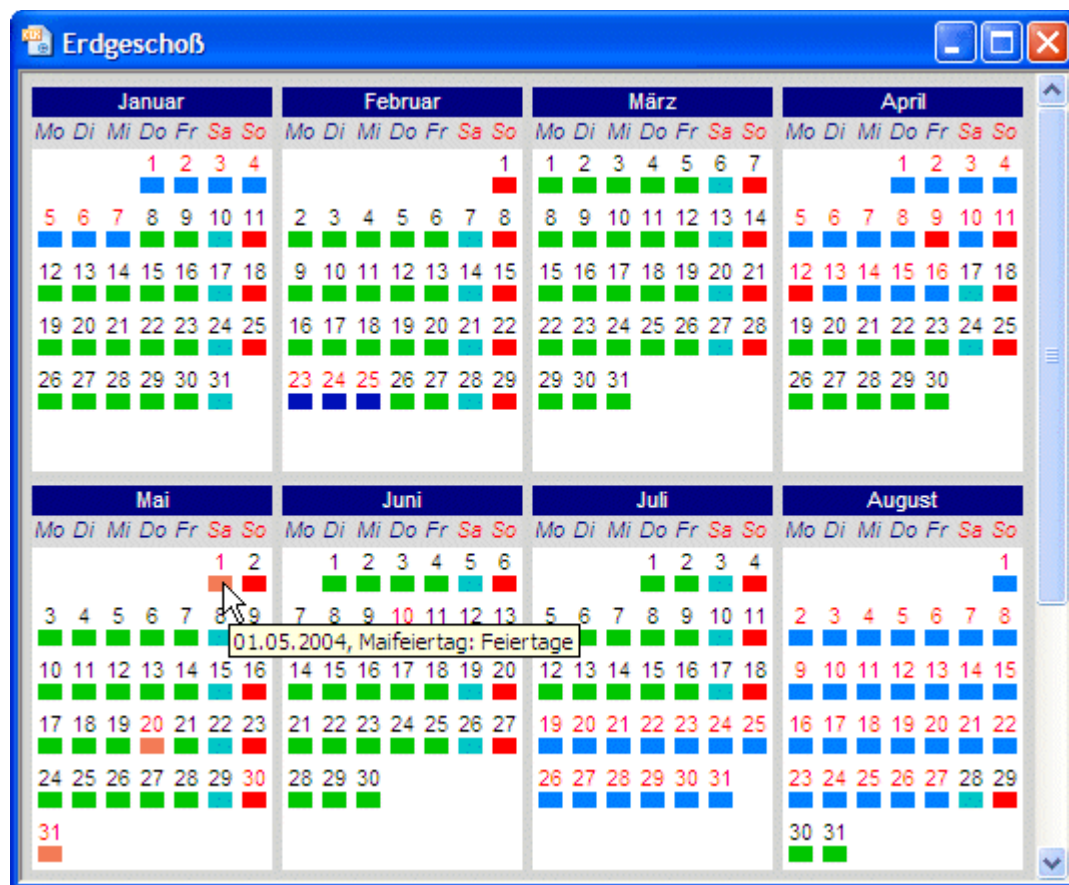 Erdgeschoß
Januar Februar März April
Mo Di Mi Do Fr Sa So Mo Di Mi Do Fr Sa So Mo Di Mi Do Fr Sa So Mo Di Mi Do Fr Sa So
1 2 3 4 1 1 2 3 4 5 6 7 1 2 3 4
5 6 7 8 9 10 11 2 3 4 5 6 7 8 8 9 10 11 12 13 14 5 6 7 8 9 10 11
12 13 14 15 16 17 18 9 10 11 12 13 14 15 15 16 17 18 19 20 21 12 13 14 15 16 17 18
19 20 21 22 23 24 25 16 17 18 19 20 21 22 22 23 24 25 26 27 28 19 20 21 22 23 24 25
26 27 28 29 30 31 23 24 25 26 27 28 29 29 30 31 26 27 28 29 30
Mai Juni Juli August
Mo Di Mi Do Fr Sa So Mo Di Mi Do Fr Sa So Mo Di Mi Do Fr Sa So Mo Di Mi Do Fr Sa So
1 2 1 2 3 4 5 6 1 2 3 4 1
3 4 5 6 7 8 9 7 8 9 10 11 12 13 5 6 7 8 9 10 11 2 3 4 5 6 7 8
01.05.2004, Maifeiertag: Feiertage
10 11 12 13 14 15 16 14 15 16 17 18 19 20 12 13 14 15 16 17 18 9 10 11 12 13 14 15
17 18 19 20 21 22 23 21 22 23 24 25 26 27 19 20 21 22 23 24 25 16 17 18 19 20 21 22
24 25 26 27 28 29 30 28 29 30 26 27 28 29 30 31 23 24 25 26 27 28 29
31 30 31